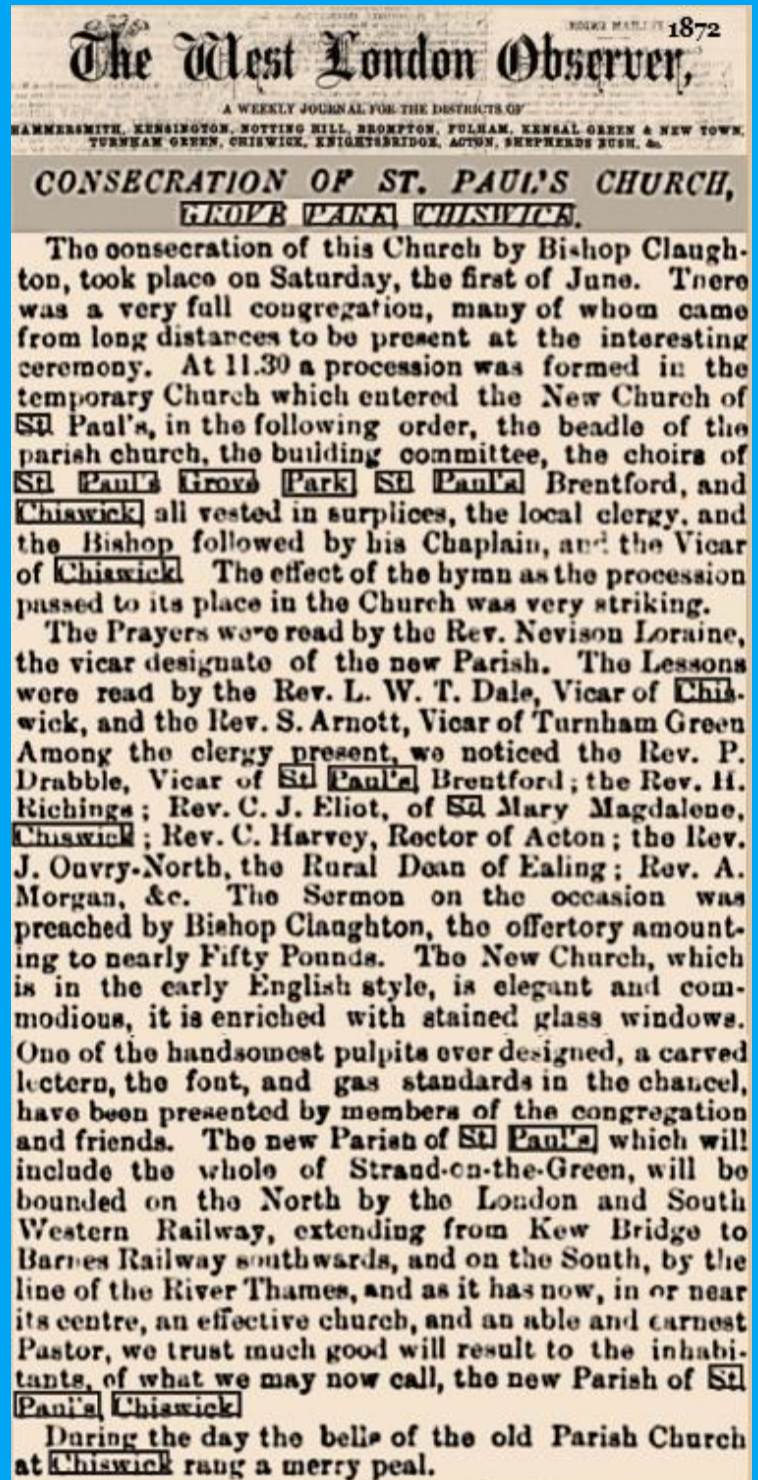 1872
The West London Observer,
A WEEKLY JOURNAL FOR THE DISTRICTS OF
HAMMERSMITH, KENSINGTON, NOTTING HILL, BROMPTON, FULHAM, KENSAL GREEN & NEW TOWN,
TURNHAM GREEN, CHISWICK, KNIGHTSBRIDGE, ACTON, SHEPHERDS BUSH, &c.
CONSECRATION OF ST. PAUL'S CHURCH,
GROVE PARK, CHISWICK.
The consecration of this Church by Bishop Claugh-
ton, took place on Saturday, the first of June. There
was a very full congregation, many of whom came
from long distances to be present at the interesting
ceremony. At 11.30 a procession was formed in the
temporary Church which entered the New Church of
St. Paul's, in the following order, the beadle of the
parish church, the building committee, the choirs of
St. Paul's Grove Park, St. Paul's, Brentford, and
Chiswick, all vested in surplices, the local clergy, and
the Bishop followed by his Chaplain, and the Vicar
of Chiswick. The effect of the hymn as the procession
passed to its place in the Church was very striking.
The Prayers were read by the Rev. Nevison Loraine,
the vicar designate of the new Parish. The Lessons
were read by the Rev. L. W. T. Dale, Vicar of Chis-
wick, and the Rev. S. Arnott, Vicar of Turnham Green
Among the clergy present, we noticed the Rev. P.
Drabble, Vicar of St. Paul's, Brentford; the Rev. H.
Richings; Rev. C. J. Eliot, of St. Mary Magdalene,
Chiswick; Rev. C. Harvey, Rector of Acton; the Rev.
J. Ouvry-North, the Rural Dean of Ealing; Rev. A.
Morgan, &c. The Sermon on the occasion was
preached by Bishop Claughton, the offertory amount-
ing to nearly Fifty Pounds. The New Church, which
is in the early English style, is elegant and com-
modious, it is enriched with stained glass windows.
One of the handsomest pulpits ever designed, a carved
lectern, the font, and gas standards in the chancel,
have been presented by members of the congregation
and friends. The new Parish of St. Paul's, which will
include the whole of Strand-on-the-Green, will be
bounded on the North by the London and South
Western Railway, extending from Kew Bridge to
Barnes Railway southwards, and on the South, by the
line of the River Thames, and as it has now, in or near
its centre, an effective church, and an able and earnest
Pastor, we trust much good will result to the inhabi-
tants, of what we may now call, the new Parish of St.
Paul's, Chiswick.
During the day the bells of the old Parish Church
at Chiswick rang a merry peal.